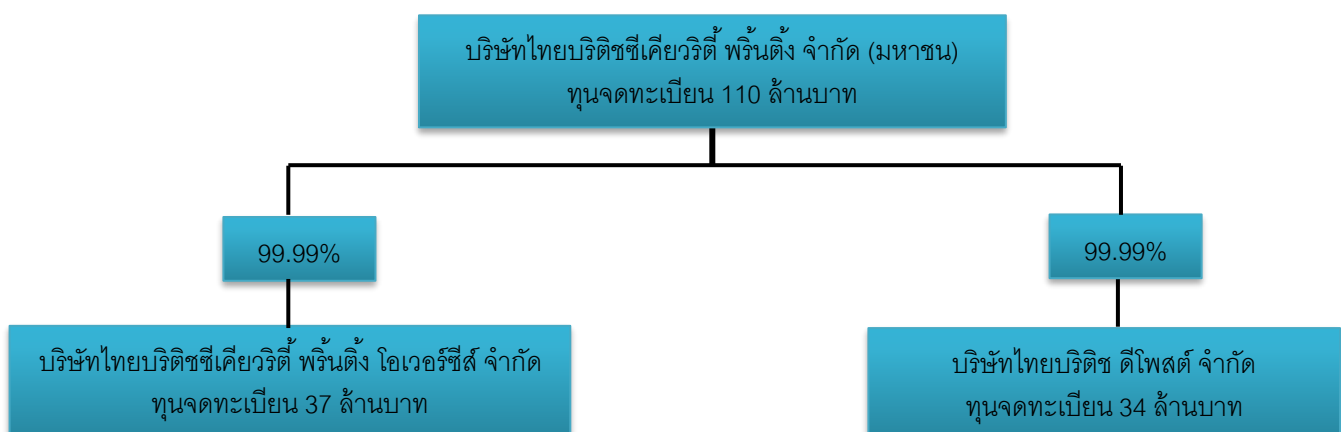 บริษัทไทยบริติชซีเคียวริตี้ พริ้นติ้ง จำกัด (มหาชน)
ทุนจดทะเบียน 110 ล้านบาท
99.99%
99.99%
บริษัทไทยบริติชซีเคียวริตี้ พริ้นติ้ง โอเวอร์ซีส์ จำกัด
ทุนจดทะเบียน 37 ล้านบาท
บริษัทไทยบริติช ดีโพสต์ จำกัด
ทุนจดทะเบียน 34 ล้านบาท